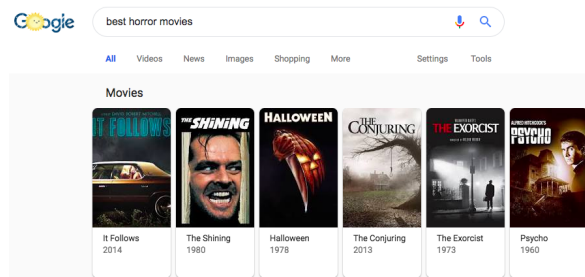 Google
best horror movies
All Videos News Images Shopping More Settings Tools
Movies
IT FOLLOWS
THE SHINING
HALLOWEEN
THE CONJURING
THE EXORCIST
ALFRED HITCHCOCK'S
PSYCHO
It Follows The Shining Halloween The Conjuring The Exorcist Psycho
2014 1980 1978 2013 1973 1960